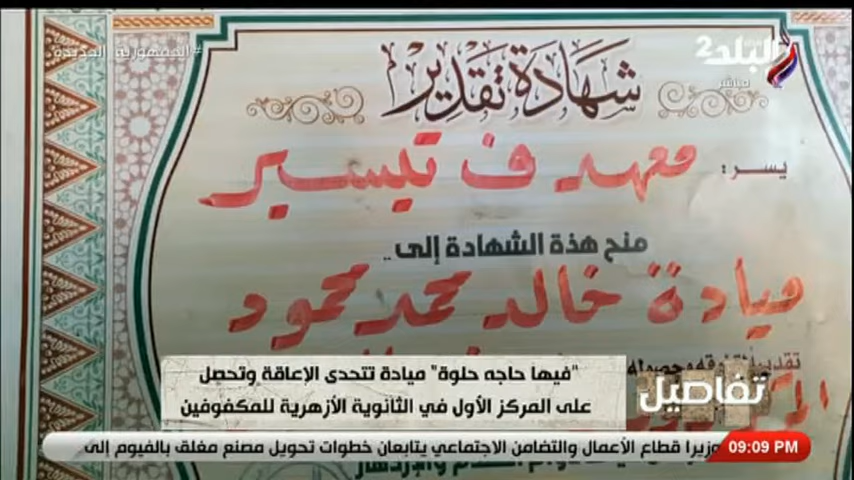 #الجمهورية_الجديدة
البلد 2
مباشر
شهادة تقدير
يسر: معهد ف تيسير
منح هذه الشهادة إلى..
ميادة خالد محمد محمود
"فيها حاجه حلوة" ميادة تتحدى الإعاقة وتحصل
على المركز الأول في الثانوية الأزهرية للمكفوفين
تفاصيل
وزيرا قطاع الأعمال والتضامن الاجتماعي يتابعان خطوات تحويل مصنع مغلق بالفيوم إلى
09:09 PM